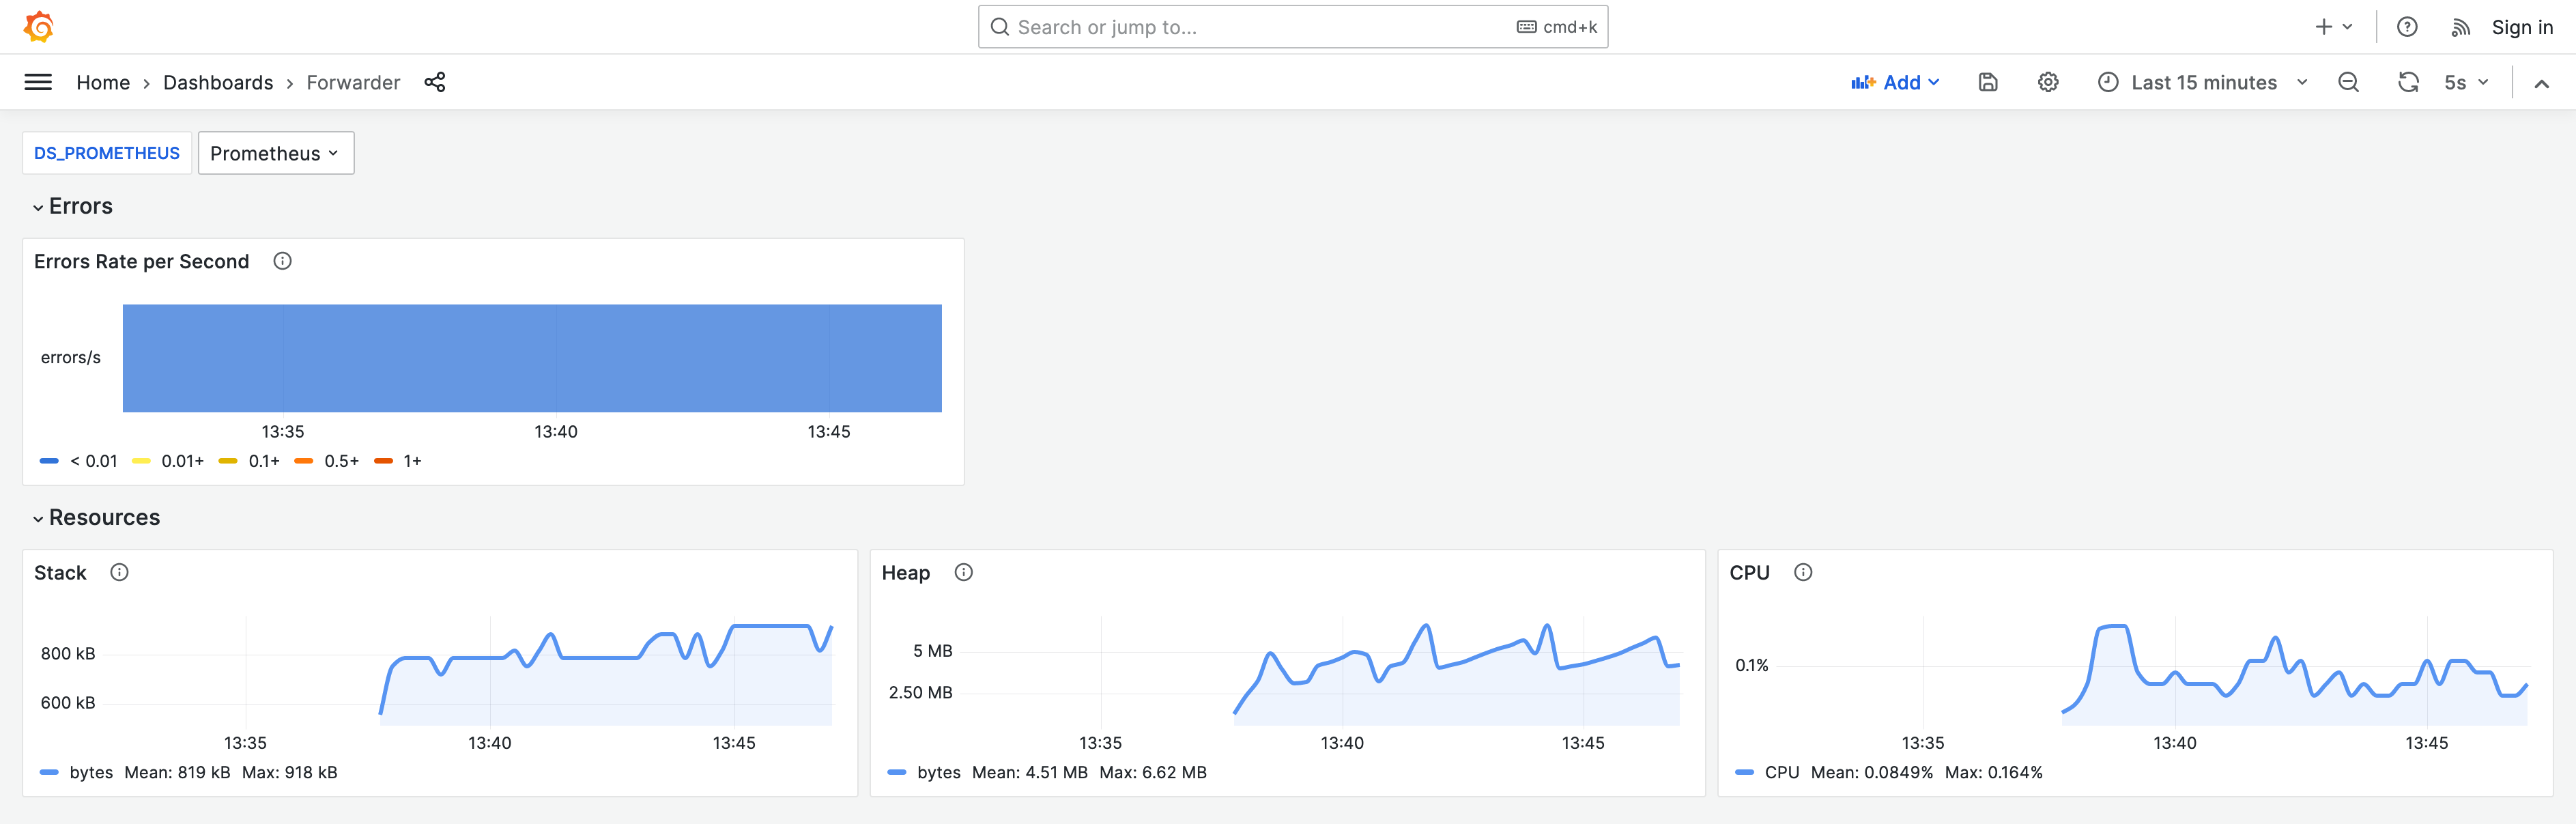 Search or jump to... cmd+k Sign in
Home › Dashboards › Forwarder Add Last 15 minutes 5s
DS_PROMETHEUS Prometheus
Errors
Errors Rate per Second
errors/s
13:35 13:40 13:45
< 0.01 0.01+ 0.1+ 0.5+ 1+
Resources
Stack
800 kB
600 kB
13:35 13:40 13:45
bytes Mean: 819 kB Max: 918 kB
Heap
5 MB
2.50 MB
13:35 13:40 13:45
bytes Mean: 4.51 MB Max: 6.62 MB
CPU
0.1%
13:35 13:40 13:45
CPU Mean: 0.0849% Max: 0.164%